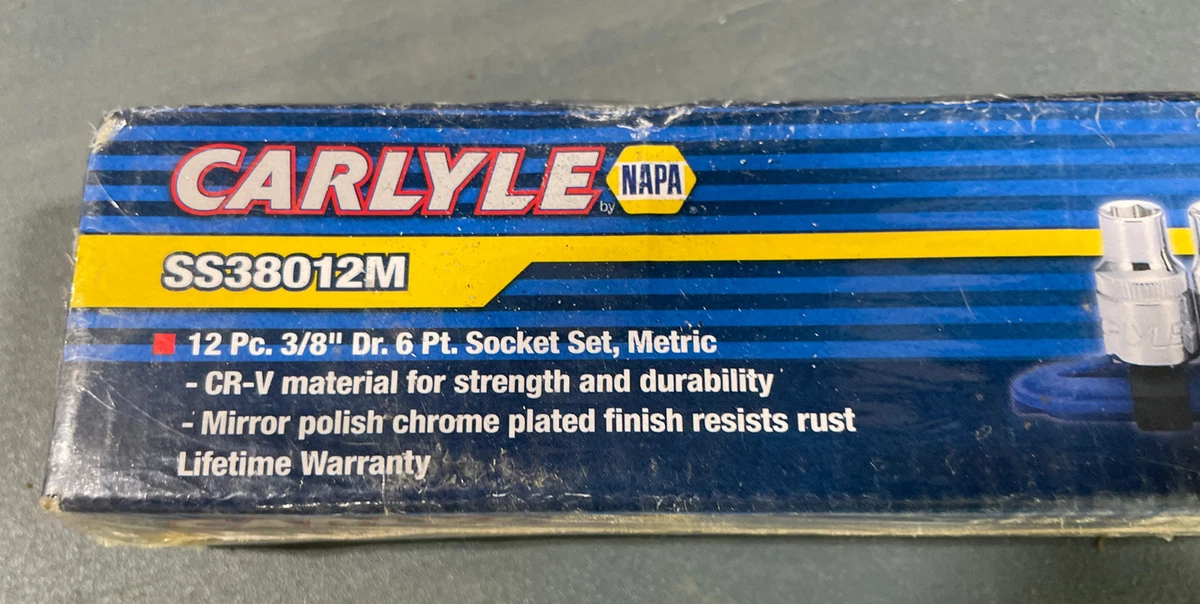 CARLYLE
by NAPA
SS38012M
12 Pc. 3/8" Dr. 6 Pt. Socket Set, Metric
- CR-V material for strength and durability
- Mirror polish chrome plated finish resists rust
Lifetime Warranty